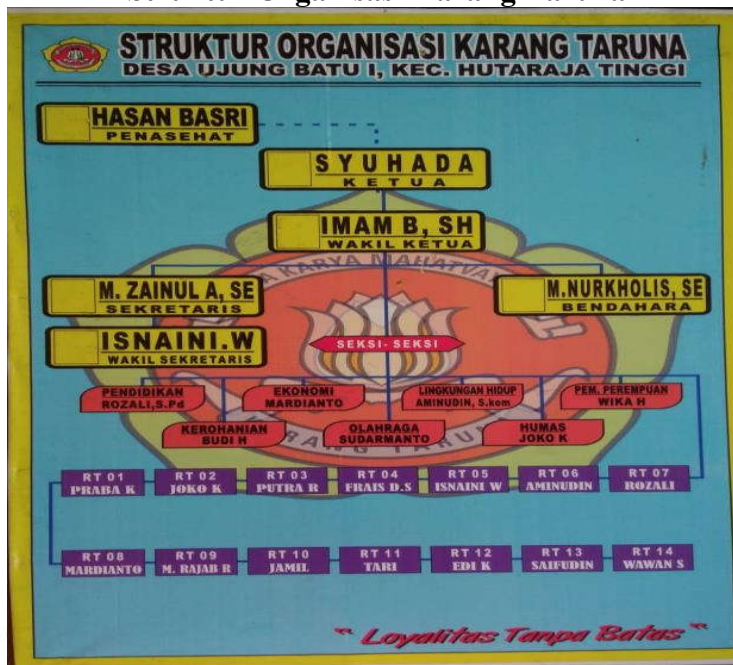 STRUKTUR ORGANISASI KARANG TARUNA
DESA UJUNG BATU I, KEC. HUTARAJA TINGGI
HASAN BASRI
PENASEHAT
SYUHADA
KETUA
IMAM B, SH
WAKIL KETUA
M. ZAINUL A, SE
SEKRETARIS
M.NURKHOLIS, SE
BENDAHARA
ISNAINI.W
WAKIL SEKRETARIS
SEKSI- SEKSI
PENDIDIKAN
ROZALI,S.Pd
EKONOMI
MARDIANTO
LINGKUNGAN HIDUP
AMINUDIN, S.kom
PEM. PEREMPUAN
WIKA H
KEROHANIAN
BUDI H
OLAHRAGA
SUDARMANTO
HUMAS
JOKO K
RT 01
PRABA K
RT 02
JOKO K
RT 03
PUTRA R
RT 04
FRAIS D.S
RT 05
ISNAINI W
RT 06
AMINUDIN
RT 07
ROZALI
RT 08
MARDIANTO
RT 09
M. RAJAB R
RT 10
JAMIL
RT 11
TARI
RT 12
EDI K
RT 13
SAIFUDIN
RT 14
WAWAN S
" Loyalitas Tanpa Batas "